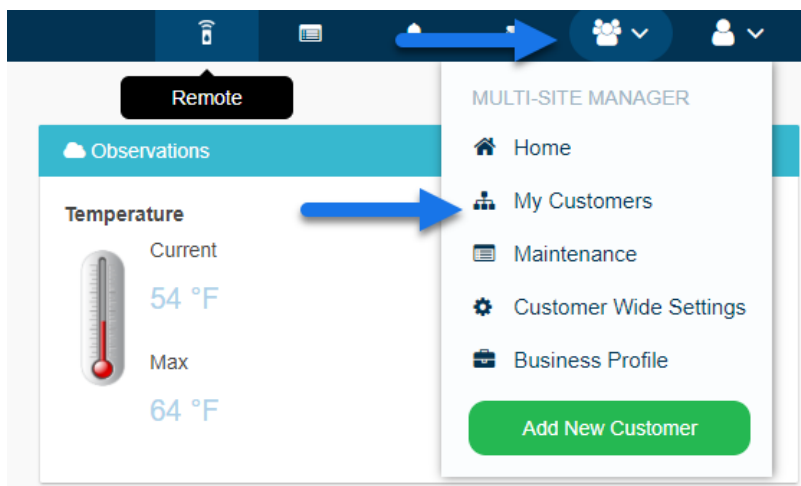 Remote
Observations
Temperature
Current
54 °F
Max
64 °F
MULTI-SITE MANAGER
Home
My Customers
Maintenance
Customer Wide Settings
Business Profile
Add New Customer